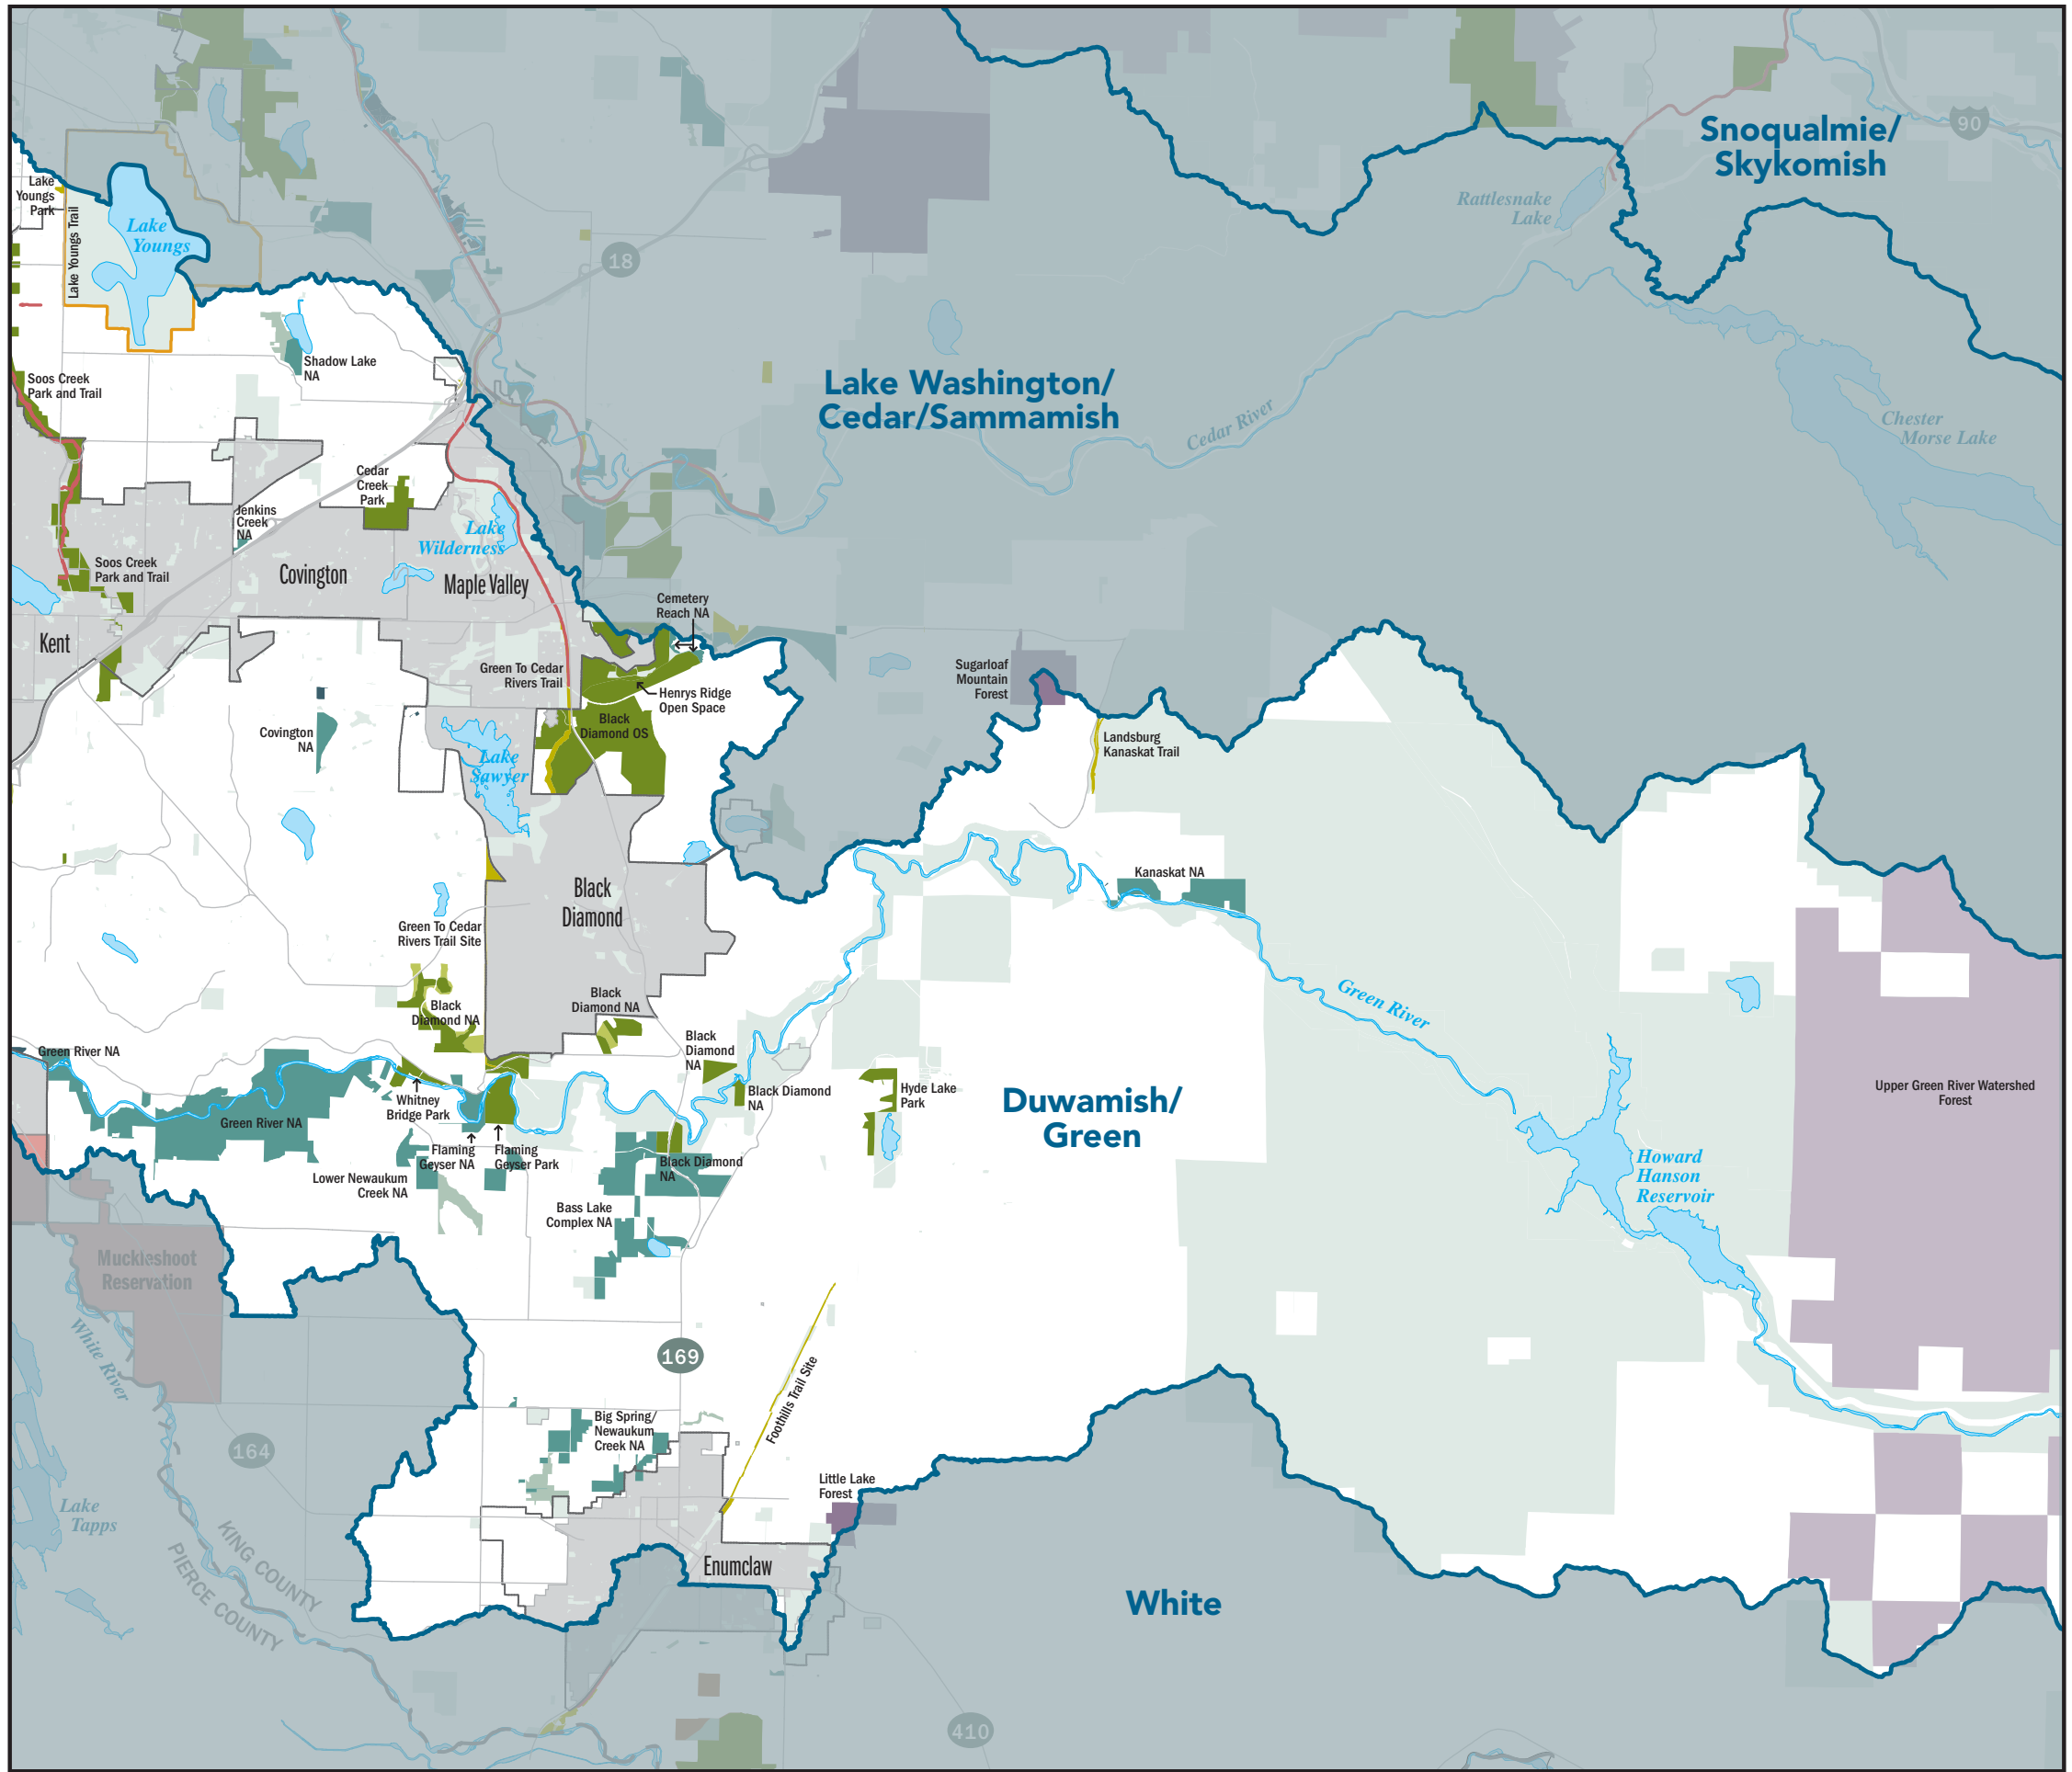 Snoqualmie/
Skykomish
90
Rattlesnake
Lake
Lake
Youngs
Park
Lake Youngs Trail
Lake
Youngs
18
Shadow Lake
NA
Soos Creek
Park and Trail
Lake Washington/
Cedar/Sammamish
Cedar River
Chester
Morse Lake
Cedar
Creek
Park
Jenkins
Creek
NA
Lake
Wilderness
Soos Creek
Park and Trail
Covington
Maple Valley
Kent
Cemetery
Reach NA
Green To Cedar
Rivers Trail
Henrys Ridge
Open Space
Sugarloaf
Mountain
Forest
Black
Diamond OS
Covington
NA
Landsburg
Kanaskat Trail
Lake
Sawyer
Kanaskat NA
Black
Diamond
Green To Cedar
Rivers Trail Site
Green River
Black
Diamond NA
Black
Diamond NA
Black
Diamond
NA
Green River NA
Whitney
Bridge Park
Black Diamond
NA
Hyde Lake
Park
Duwamish/
Green
Upper Green River Watershed
Forest
Green River NA
Flaming
Geyser NA
Flaming
Geyser Park
Black Diamond
NA
Lower Newaukum
Creek NA
Howard
Hanson
Reservoir
Bass Lake
Complex NA
Muckleshoot
Reservation
White River
169
Foothills Trail Site
Big Spring/
Newaukum
Creek NA
164
Little Lake
Forest
Lake
Tapps
KING COUNTY
PIERCE COUNTY
Enumclaw
White
410